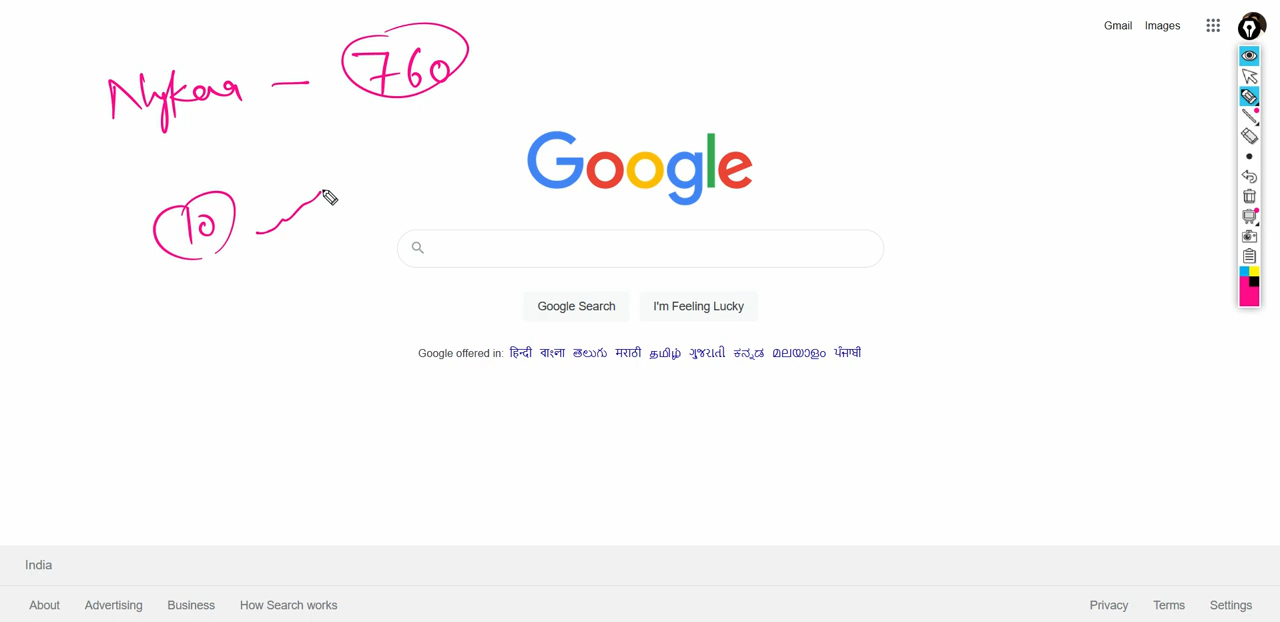 Gmail Images
Nykaa - 760
Google
10
Google Search I'm Feeling Lucky
Google offered in: हिन्दी বাংলা తెలుగు मराठी தமிழ் ગુજરાતી ಕನ್ನಡ മലയാളം ਪੰਜਾਬੀ
India
About Advertising Business How Search works Privacy Terms Settings